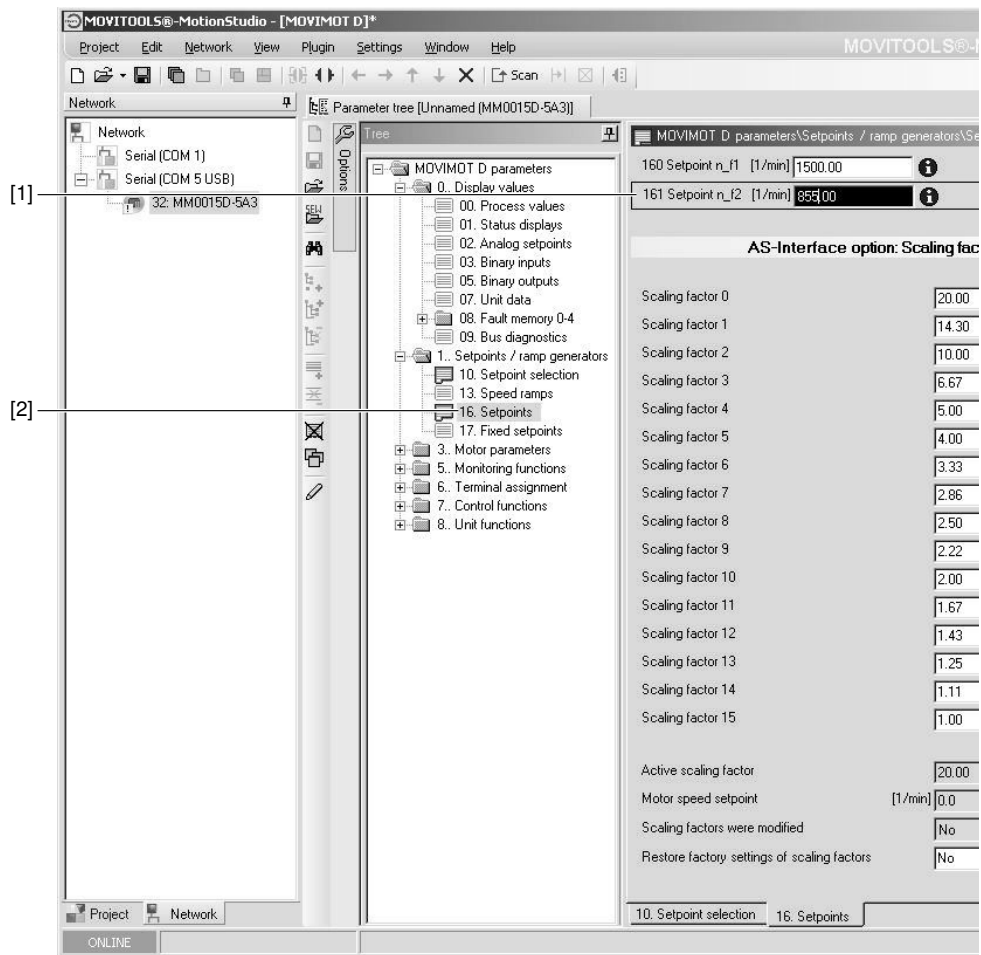 MOVITOOLS®-MotionStudio - [MOVIMOT D]*
Project Edit Network View Plugin Settings Window Help
MOVITOOLS®-
Scan
Network
Parameter tree [Unnamed (MM0015D-5A3)]
Network
Serial (COM 1)
Serial (COM 5 USB)
32: MM0015D-5A3
Options
SEW
Tree
MOVIMOT D parameters
0.. Display values
00. Process values
01. Status displays
02. Analog setpoints
03. Binary inputs
05. Binary outputs
07. Unit data
08. Fault memory 0-4
09. Bus diagnostics
1.. Setpoints / ramp generators
10. Setpoint selection
13. Speed ramps
16. Setpoints
17. Fixed setpoints
3.. Motor parameters
5.. Monitoring functions
6.. Terminal assignment
7.. Control functions
8.. Unit functions
[1]
[2]
MOVIMOT D parameters\Setpoints / ramp generators\Se
160 Setpoint n_f1 [1/min] 1500.00
161 Setpoint n_f2 [1/min] 855.00
AS-Interface option: Scaling fac
Scaling factor 0 20.00
Scaling factor 1 14.30
Scaling factor 2 10.00
Scaling factor 3 6.67
Scaling factor 4 5.00
Scaling factor 5 4.00
Scaling factor 6 3.33
Scaling factor 7 2.86
Scaling factor 8 2.50
Scaling factor 9 2.22
Scaling factor 10 2.00
Scaling factor 11 1.67
Scaling factor 12 1.43
Scaling factor 13 1.25
Scaling factor 14 1.11
Scaling factor 15 1.00
Active scaling factor 20.00
Motor speed setpoint [1/min] 0.0
Scaling factors were modified No
Restore factory settings of scaling factors No
Project Network
10. Setpoint selection 16. Setpoints
ONLINE